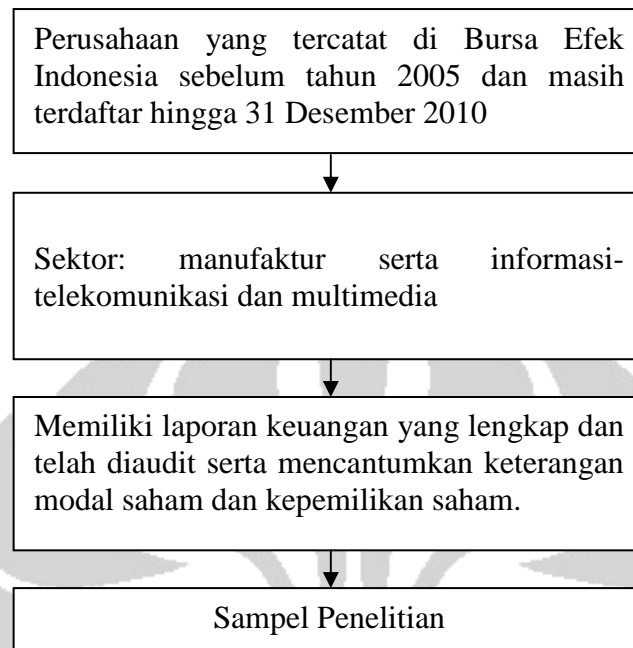 Perusahaan yang tercatat di Bursa Efek
Indonesia sebelum tahun 2005 dan masih
terdaftar hingga 31 Desember 2010
Sektor: manufaktur serta informasi-
telekomunikasi dan multimedia
Memiliki laporan keuangan yang lengkap dan
telah diaudit serta mencantumkan keterangan
modal saham dan kepemilikan saham.
Sampel Penelitian